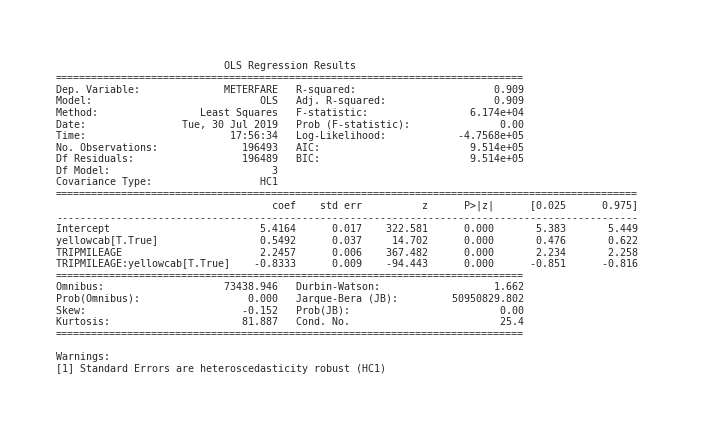 OLS Regression Results
==============================================================================
Dep. Variable: METERFARE R-squared: 0.909
Model: OLS Adj. R-squared: 0.909
Method: Least Squares F-statistic: 6.174e+04
Date: Tue, 30 Jul 2019 Prob (F-statistic): 0.00
Time: 17:56:34 Log-Likelihood: -4.7568e+05
No. Observations: 196493 AIC: 9.514e+05
Df Residuals: 196489 BIC: 9.514e+05
Df Model: 3
Covariance Type: HC1
=================================================================================================
coef std err z P>|z| [0.025 0.975]
-------------------------------------------------------------------------------------------------
Intercept 5.4164 0.017 322.581 0.000 5.383 5.449
yellowcab[T.True] 0.5492 0.037 14.702 0.000 0.476 0.622
TRIPMILEAGE 2.2457 0.006 367.482 0.000 2.234 2.258
TRIPMILEAGE:yellowcab[T.True] -0.8333 0.009 -94.443 0.000 -0.851 -0.816
==============================================================================
Omnibus: 73438.946 Durbin-Watson: 1.662
Prob(Omnibus): 0.000 Jarque-Bera (JB): 50950829.802
Skew: -0.152 Prob(JB): 0.00
Kurtosis: 81.887 Cond. No. 25.4
==============================================================================
Warnings:
[1] Standard Errors are heteroscedasticity robust (HC1)